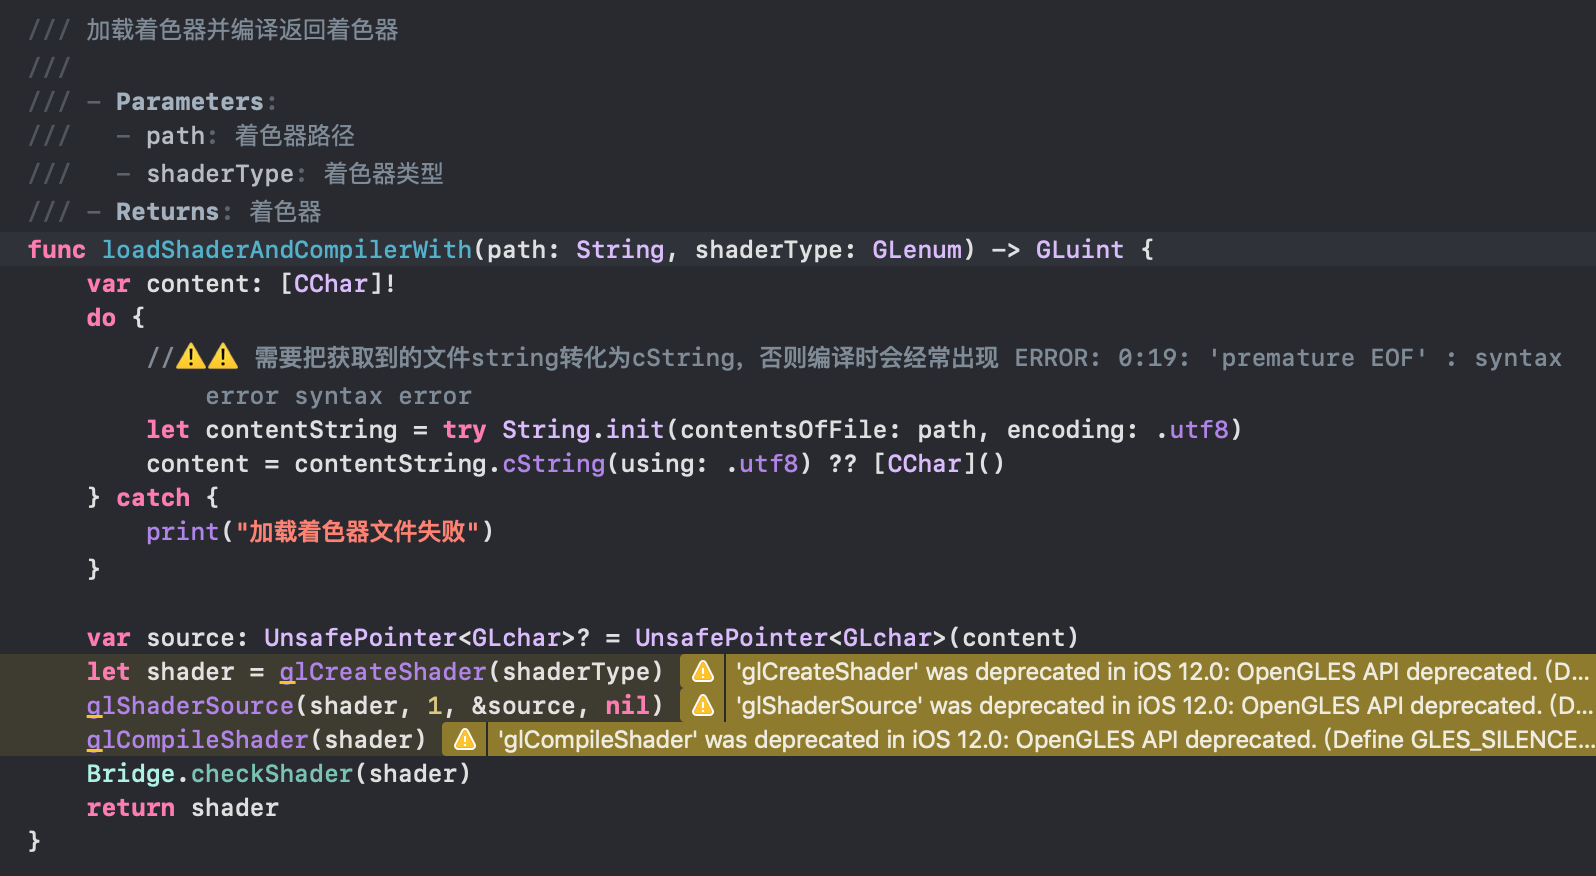 /// 加载着色器并编译返回着色器
///
/// - Parameters:
///   - path: 着色器路径
///   - shaderType: 着色器类型
/// - Returns: 着色器
func loadShaderAndCompilerWith(path: String, shaderType: GLenum) -> GLuint {
    var content: [CChar]!
    do {
        //⚠️⚠️ 需要把获取到的文件string转化为cString，否则编译时会经常出现 ERROR: 0:19: 'premature EOF' : syntax
            error syntax error
        let contentString = try String.init(contentsOfFile: path, encoding: .utf8)
        content = contentString.cString(using: .utf8) ?? [CChar]()
    } catch {
        print("加载着色器文件失败")
    }

    var source: UnsafePointer<GLchar>? = UnsafePointer<GLchar>(content)
    let shader = glCreateShader(shaderType) 'glCreateShader' was deprecated in iOS 12.0: OpenGLES API deprecated. (D...
    glShaderSource(shader, 1, &source, nil) 'glShaderSource' was deprecated in iOS 12.0: OpenGLES API deprecated. (D...
    glCompileShader(shader) 'glCompileShader' was deprecated in iOS 12.0: OpenGLES API deprecated. (Define GLES_SILENCE...
    Bridge.checkShader(shader)
    return shader
}